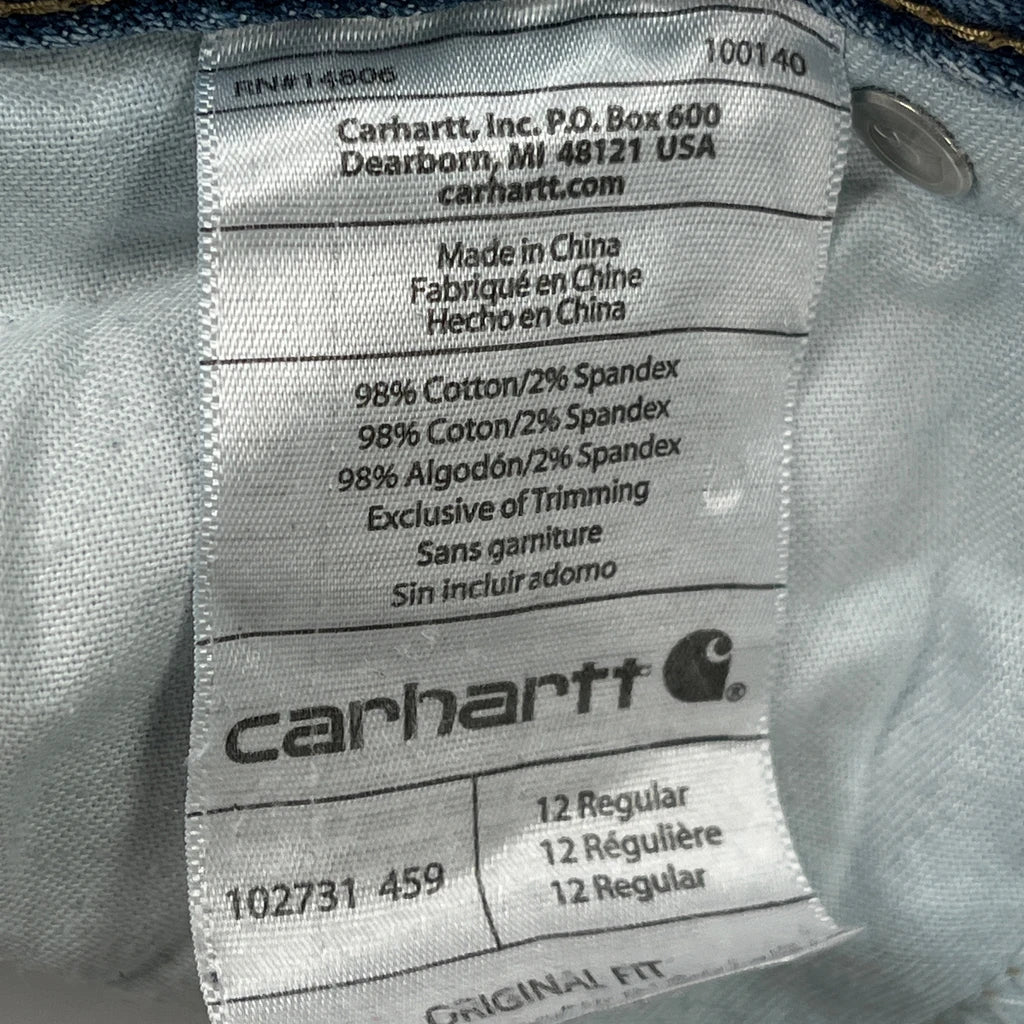 RN#14806 100140
Carhartt, Inc. P.O. Box 600
Dearborn, MI 48121 USA
carhartt.com
Made in China
Fabriqué en Chine
Hecho en China
98% Cotton/2% Spandex
98% Coton/2% Spandex
98% Algodón/2% Spandex
Exclusive of Trimming
Sans garniture
Sin incluir adorno
carhartt ®
102731 459
12 Regular
12 Régulière
12 Regular
ORIGINAL FIT